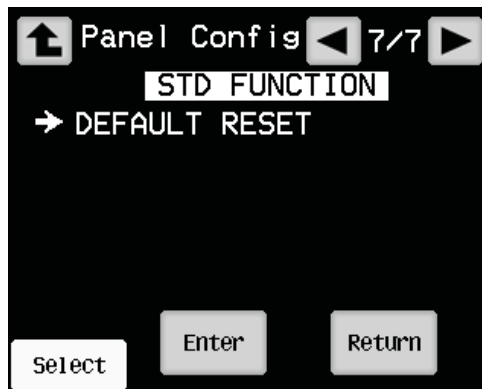 Panel Config 7/7
STD FUNCTION
DEFAULT RESET
Enter Return
Select